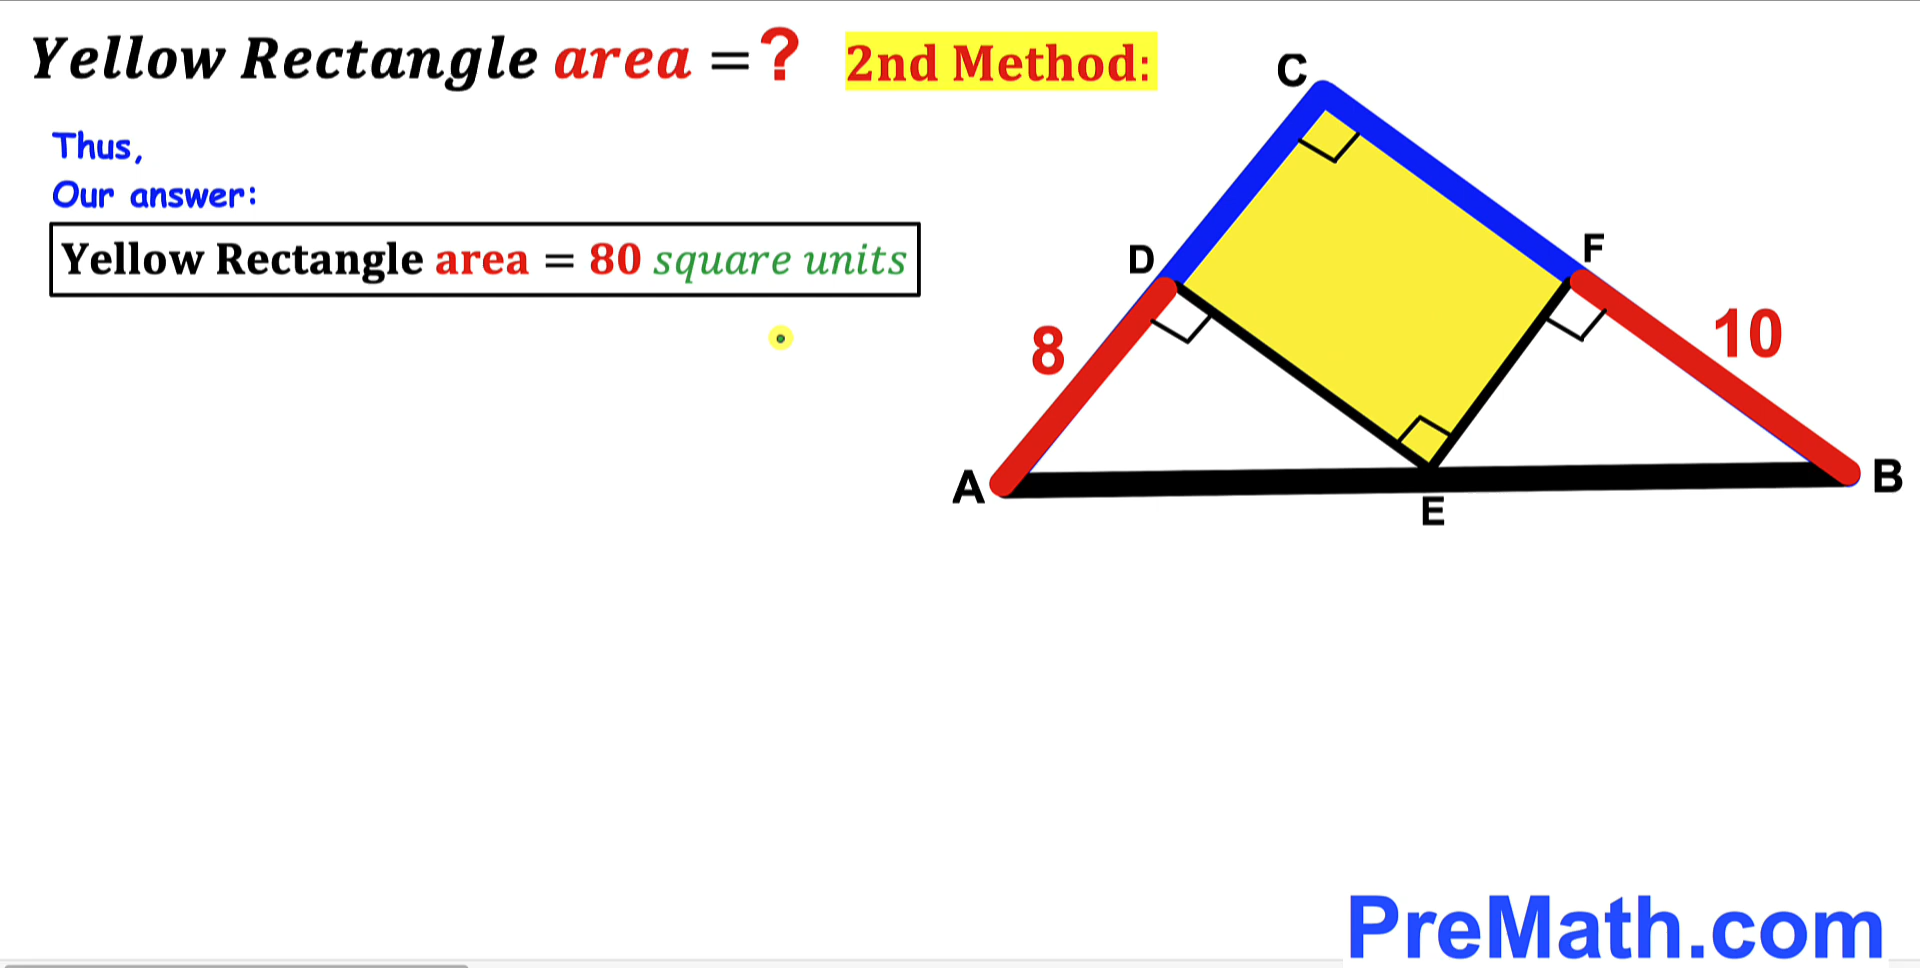 Yellow Rectangle area = ? 2nd Method:
Thus,
Our answer:
Yellow Rectangle area = 80 square units
C
D
F
8
10
A
B
E
PreMath.com